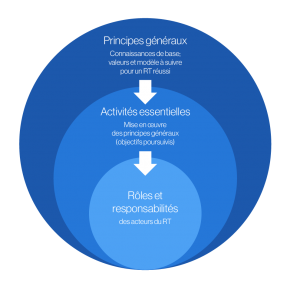 Principes généraux
Connaissances de base;
valeurs et modèle à suivre
pour un RT réussi
Activités essentielles
Mise en œuvre
des principes généraux
(objectifs poursuivis)
Rôles et
responsabilités
des acteurs du RT